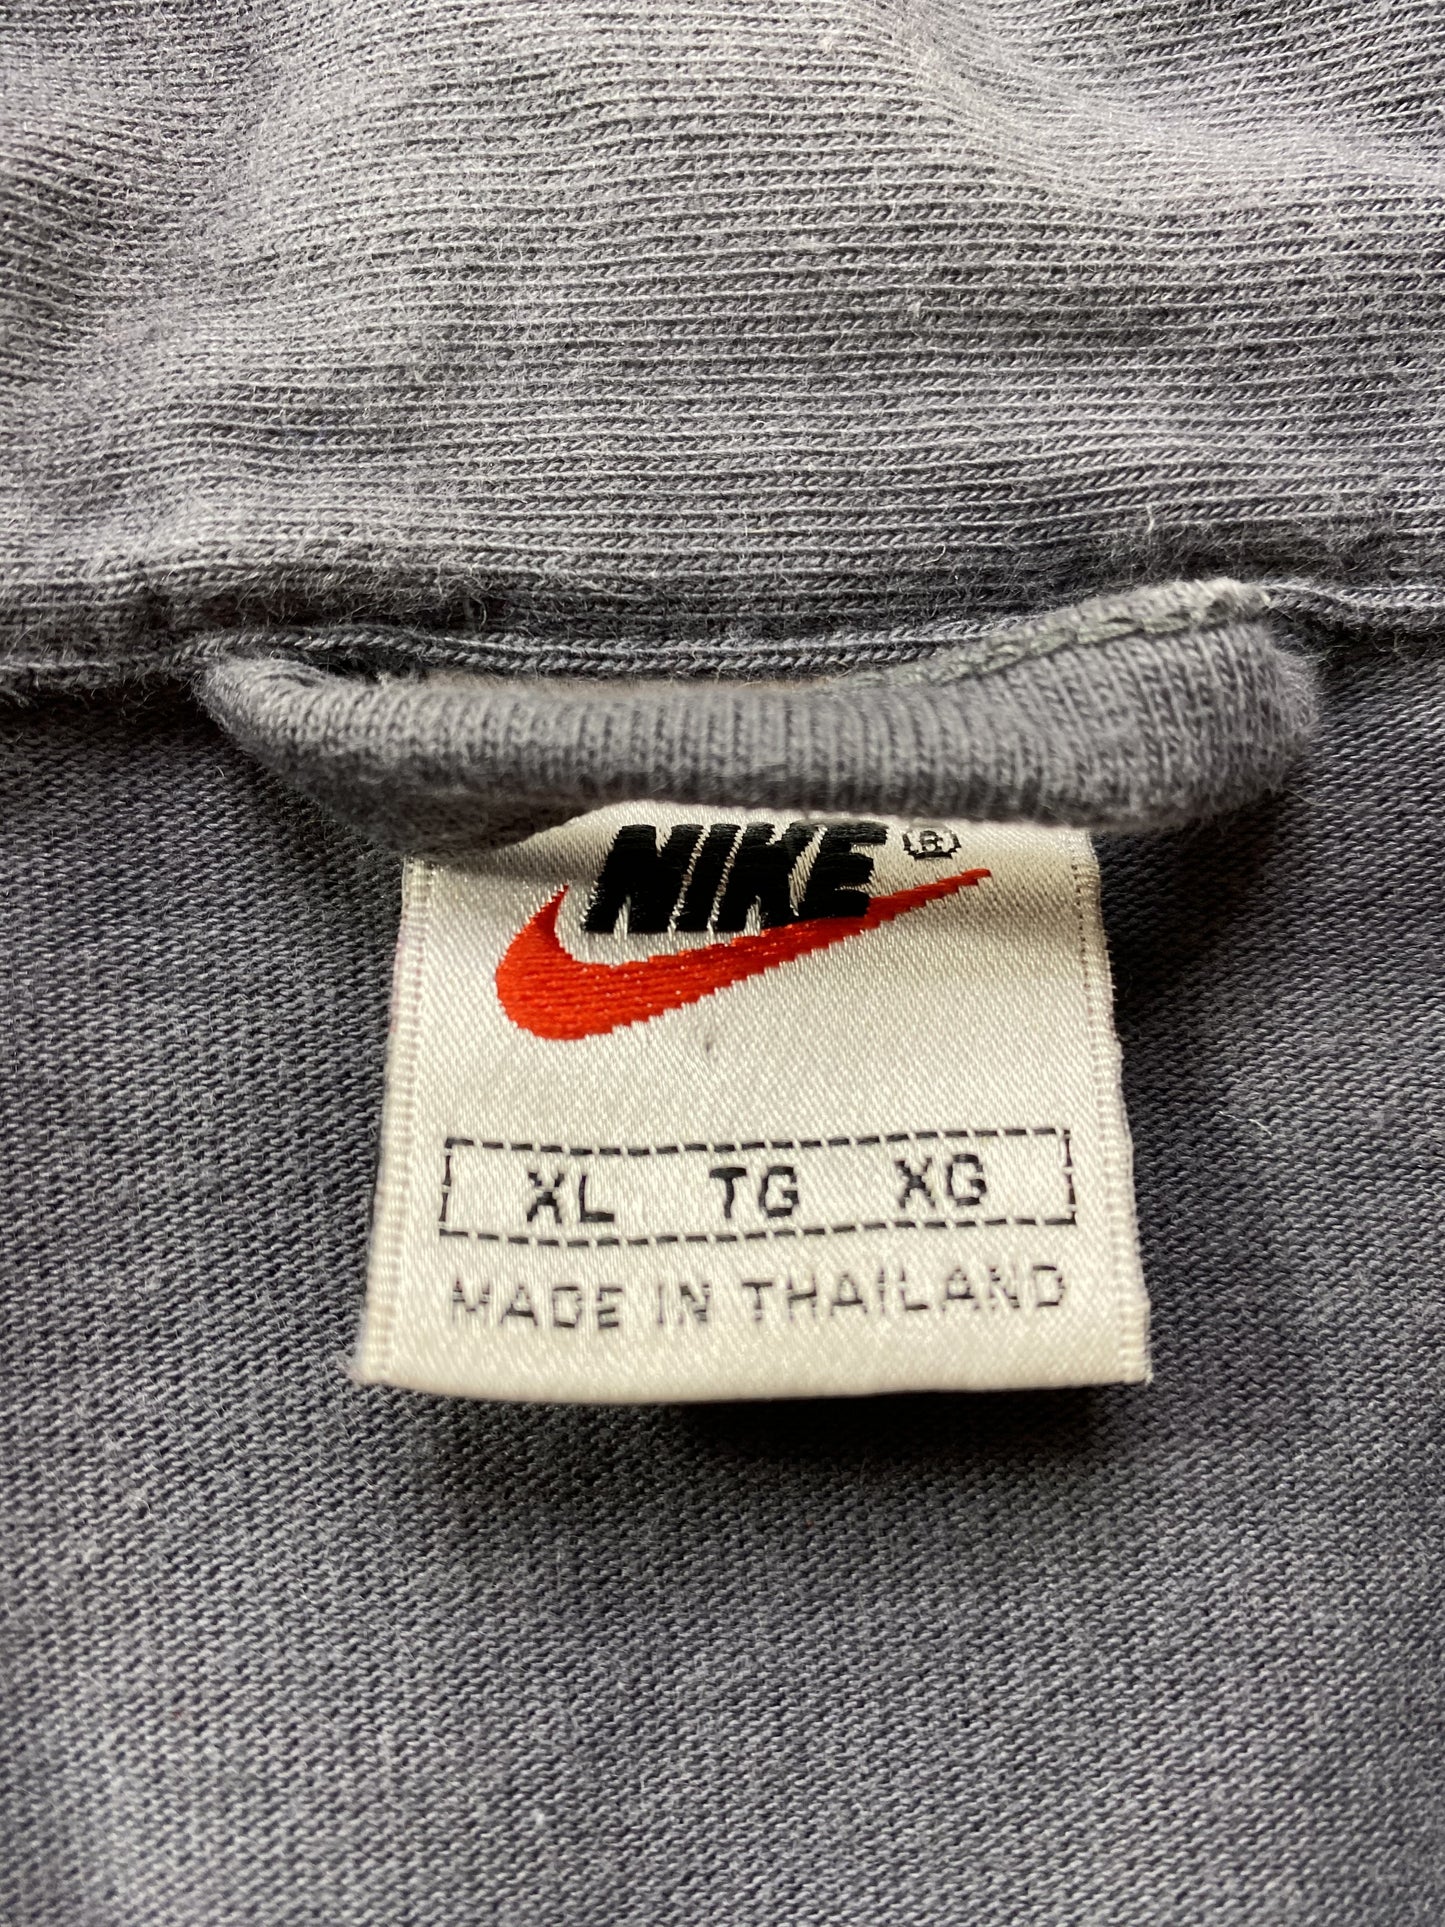 NIKE ®
XL TG XG
MADE IN THAILAND